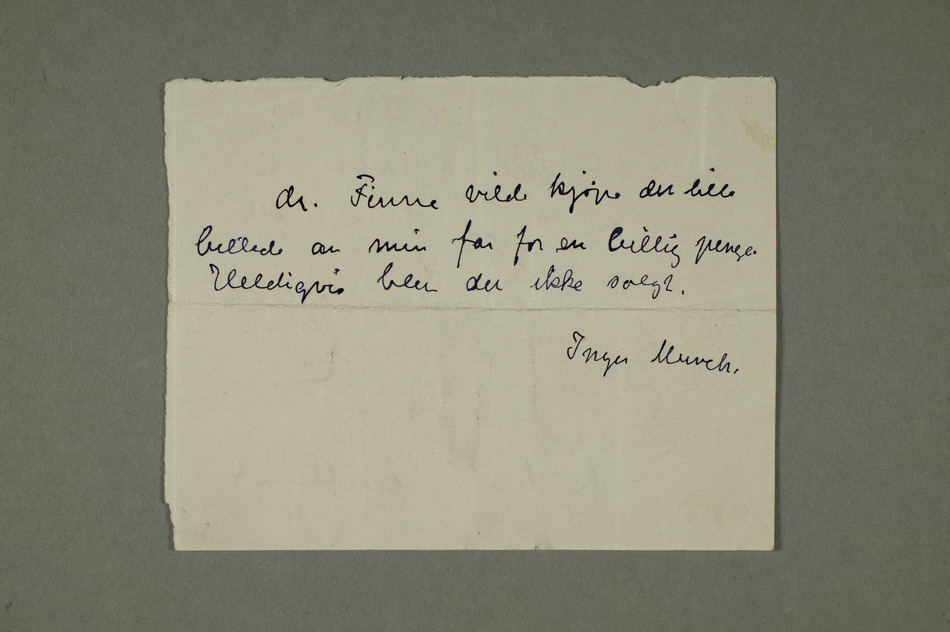 dr. Finne vilde kjøpe det lille
billede av min far for en billig penge.
Heldigvis blev det ikke solgt.
Inger Munch.